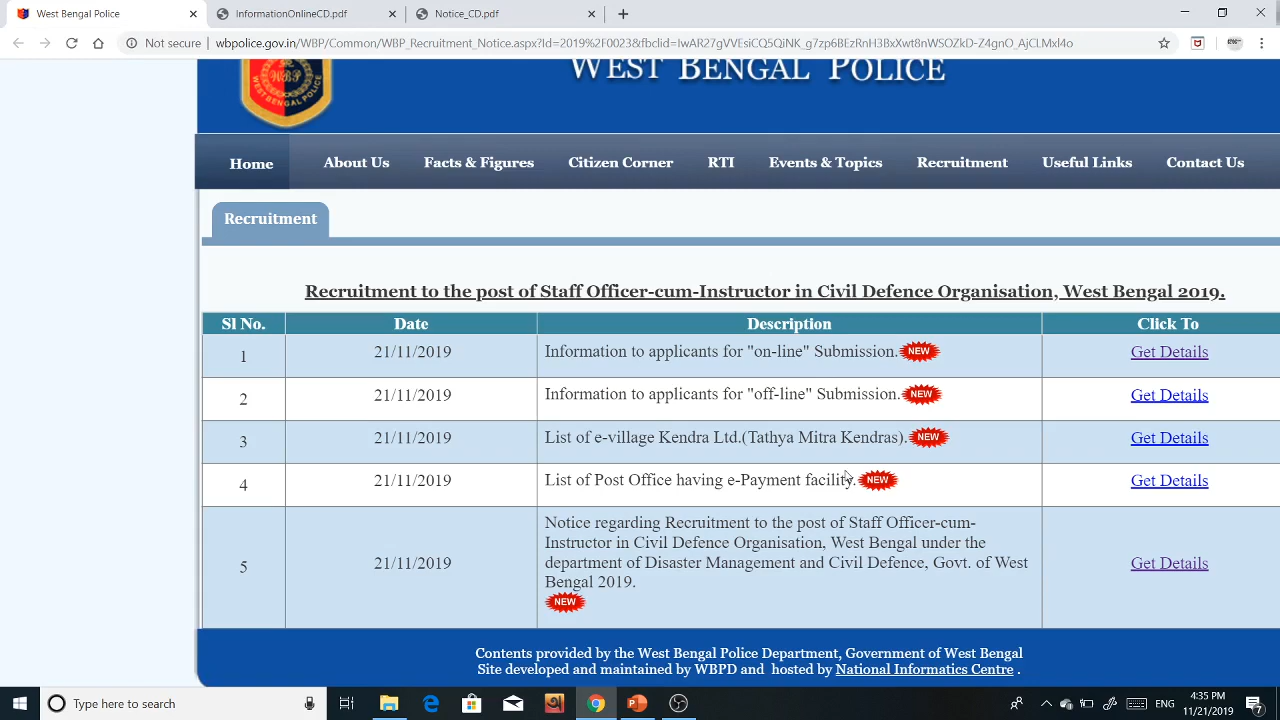 West Bengal Police
InformationOnlineCD.pdf
Notice_CD.pdf
Not secure
wbpolice.gov.in/WBP/Common/WBP_Recruitment_Notice.aspx?Id=2019%2F0023&fbclid=IwAR27gVVEsiCQ5QiNK_g7zp6BEzRnH3BxXwt8nWSOZkD-Z4gnO_AjCLMxl4o
WBP
WEST BENGAL POLICE
Home About Us Facts & Figures Citizen Corner RTI Events & Topics Recruitment Useful Links Contact Us
Recruitment
Recruitment to the post of Staff Officer-cum-Instructor in Civil Defence Organisation, West Bengal 2019.
Sl No. Date Description Click To
1 21/11/2019 Information to applicants for "on-line" Submission. NEW Get Details
2 21/11/2019 Information to applicants for "off-line" Submission. NEW Get Details
3 21/11/2019 List of e-village Kendra Ltd.(Tathya Mitra Kendras). NEW Get Details
4 21/11/2019 List of Post Office having e-Payment facility. NEW Get Details
Notice regarding Recruitment to the post of Staff Officer-cum-
Instructor in Civil Defence Organisation, West Bengal under the
5 21/11/2019 department of Disaster Management and Civil Defence, Govt. of West Get Details
Bengal 2019.
NEW
Contents provided by the West Bengal Police Department, Government of West Bengal
Site developed and maintained by WBPD and hosted by National Informatics Centre .
Type here to search
ENG
4:35 PM
11/21/2019
7